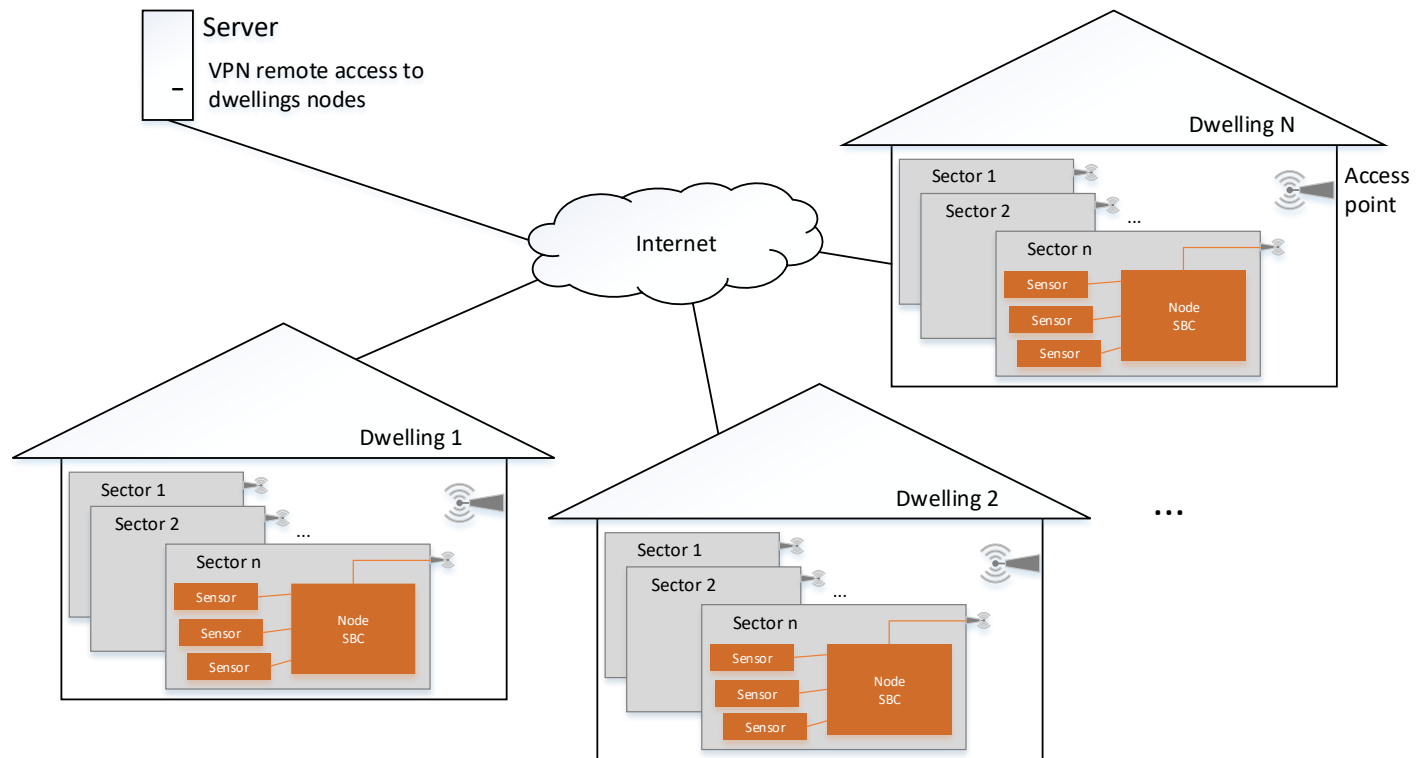 Server
VPN remote access to
dwellings nodes
Internet
Dwelling N
Sector 1
Sector 2
...
Sector n
Sensor
Sensor
Sensor
Node
SBC
Access
point
Dwelling 1
Sector 1
Sector 2
...
Sector n
Sensor
Sensor
Sensor
Node
SBC
Dwelling 2
Sector 1
Sector 2
...
Sector n
Sensor
Sensor
Sensor
Node
SBC
...